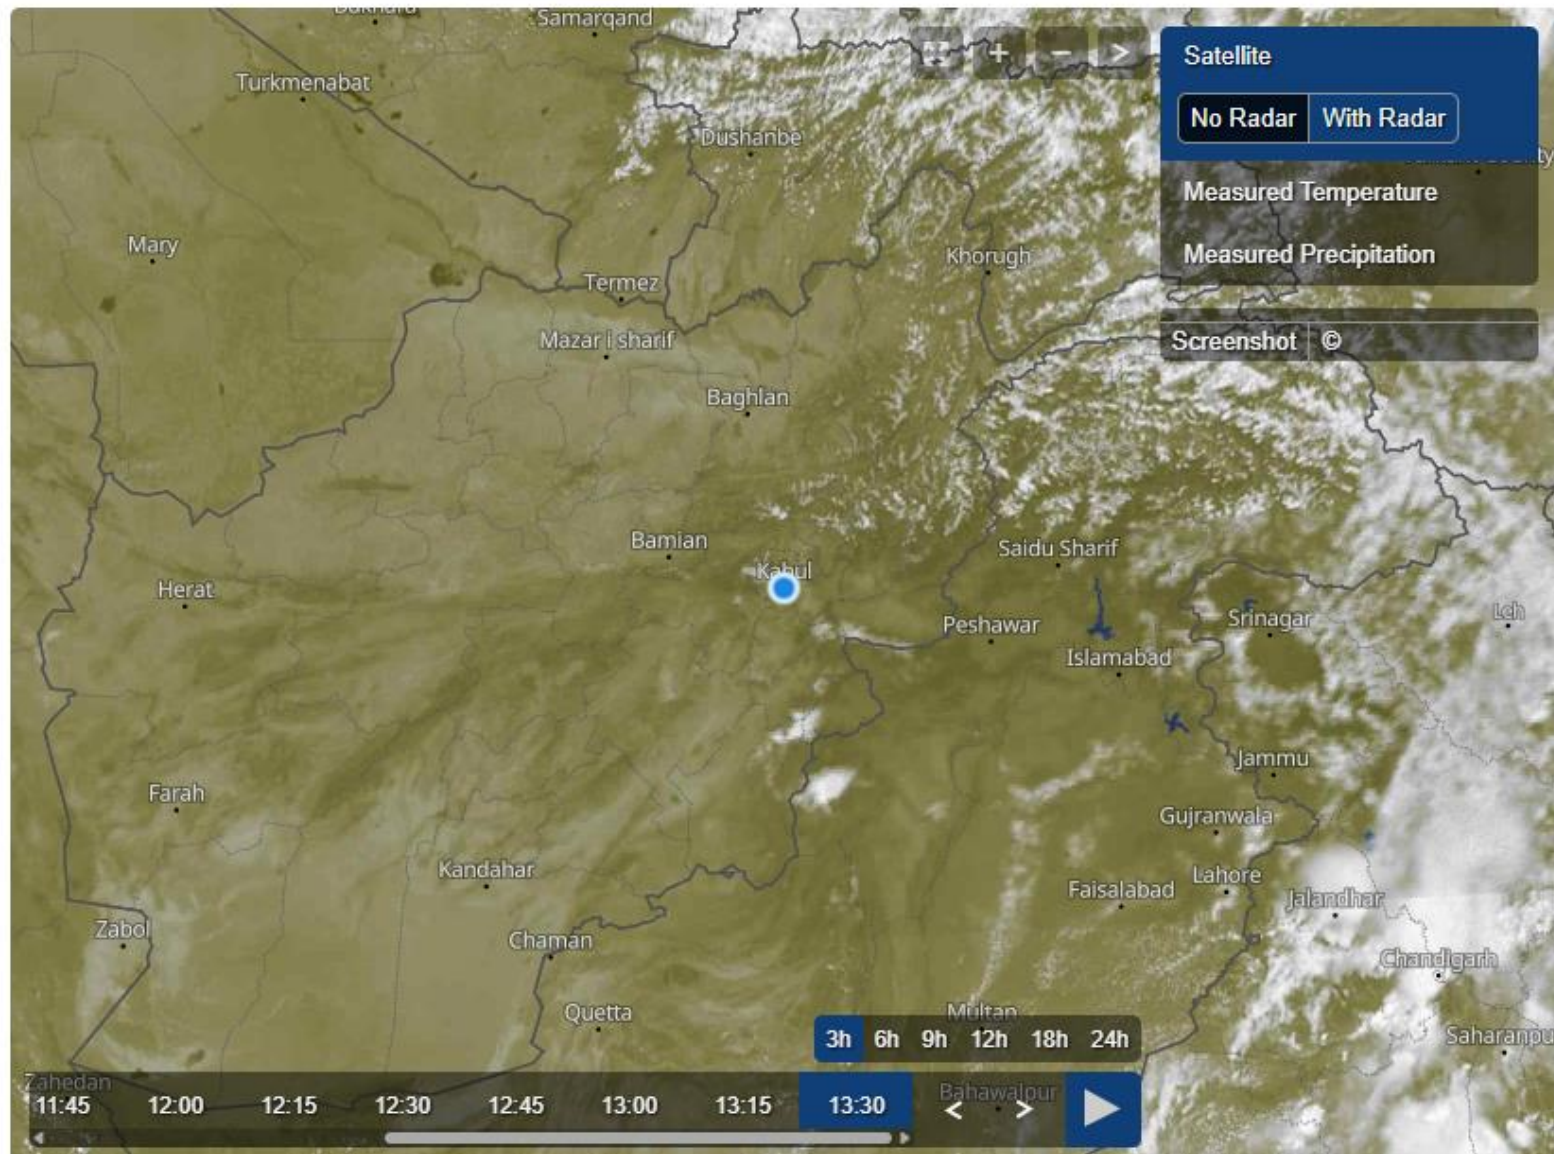 Samarqand
Turkmenabat
Dushanbe
Satellite
No Radar
With Radar
Measured Temperature
Measured Precipitation
Screenshot
©
Mary
Khorugh
Termez
Mazar i sharif
Baghlan
Bamian
Kabul
Saidu Sharif
Herat
Peshawar
Srinagar
Leh
Islamabad
Jammu
Farah
Gujranwala
Kandahar
Faisalabad
Lahore
Jalandhar
Zabol
Chaman
Chandigarh
Quetta
Multan
Saharanpu
3h 6h 9h 12h 18h 24h
Zahedan
Bahawalpur
11:45 12:00 12:15 12:30 12:45 13:00 13:15 13:30 < >